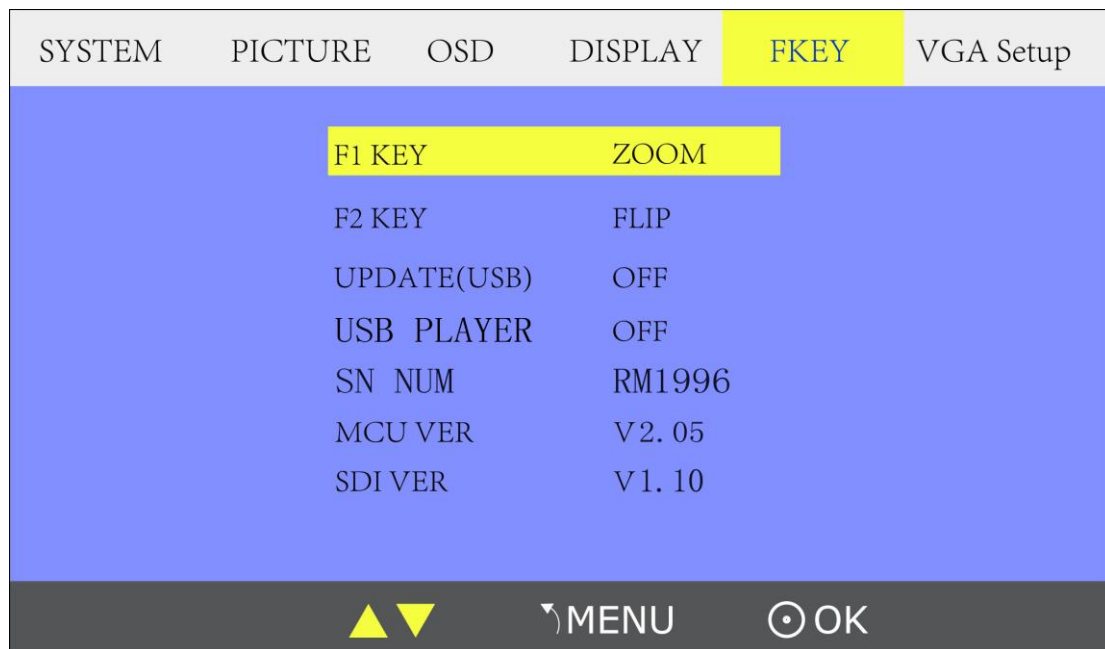 SYSTEM PICTURE OSD DISPLAY FKEY VGA Setup
F1 KEY ZOOM
F2 KEY FLIP
UPDATE(USB) OFF
USB PLAYER OFF
SN NUM RM1996
MCU VER V2.05
SDI VER V1.10
MENU OK